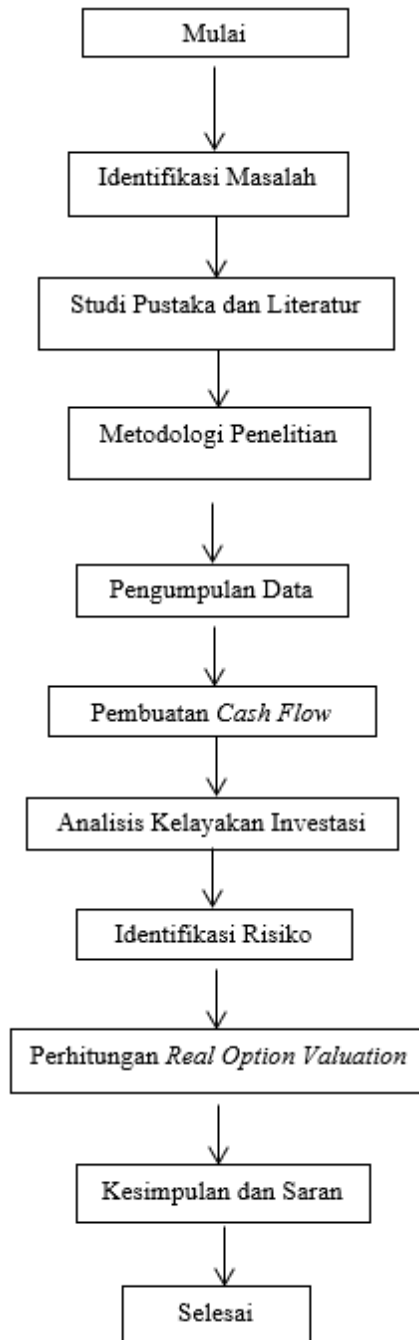 Mulai
Identifikasi Masalah
Studi Pustaka dan Literatur
Metodologi Penelitian
Pengumpulan Data
Pembuatan Cash Flow
Analisis Kelayakan Investasi
Identifikasi Risiko
Perhitungan Real Option Valuation
Kesimpulan dan Saran
Selesai